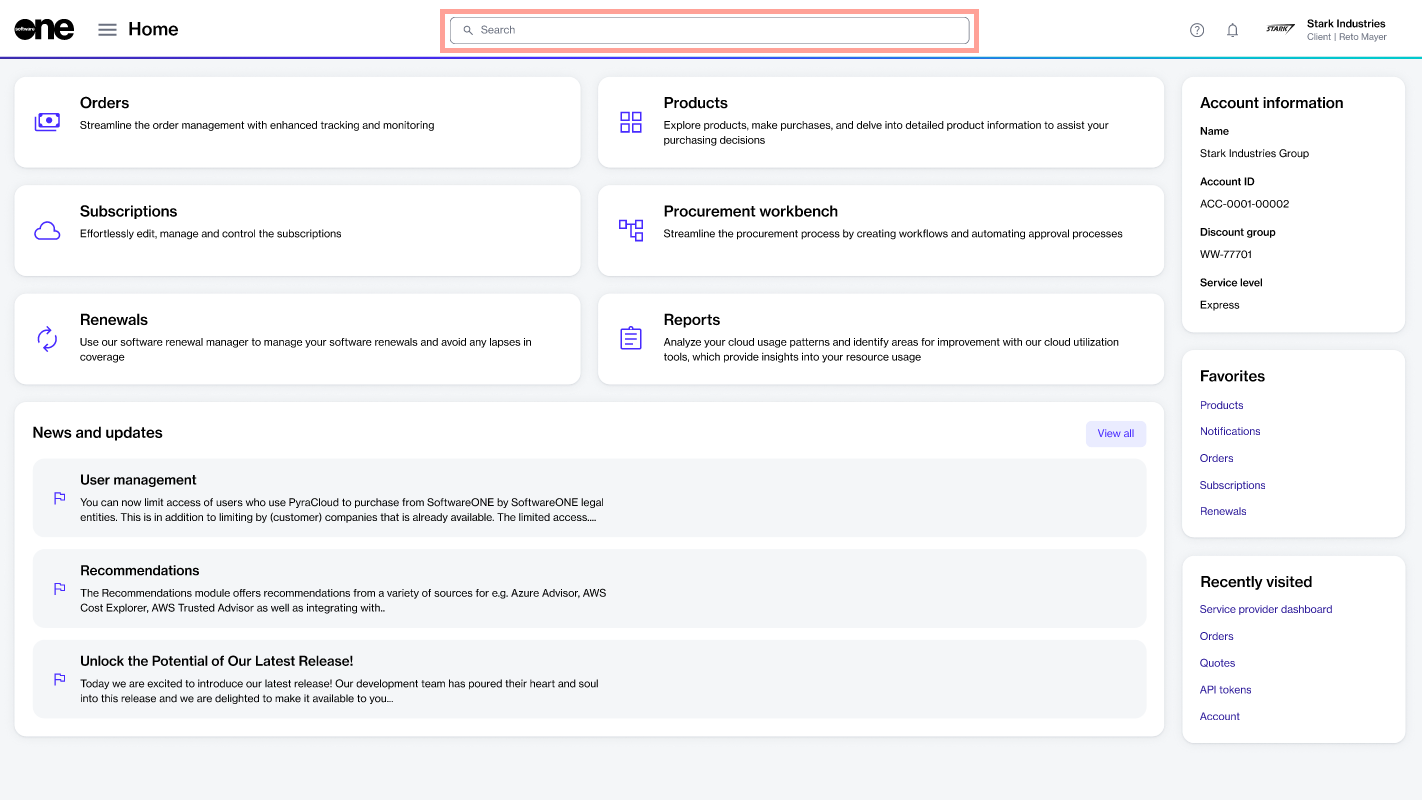 software one
Home
Search
STARK
Stark Industries
Client | Reto Mayer
Orders
Streamline the order management with enhanced tracking and monitoring
Products
Explore products, make purchases, and delve into detailed product information to assist your
purchasing decisions
Subscriptions
Effortlessly edit, manage and control the subscriptions
Procurement workbench
Streamline the procurement process by creating workflows and automating approval processes
Renewals
Use our software renewal manager to manage your software renewals and avoid any lapses in
coverage
Reports
Analyze your cloud usage patterns and identify areas for improvement with our cloud utilization
tools, which provide insights into your resource usage
News and updates
View all
User management
You can now limit access of users who use PyraCloud to purchase from SoftwareONE by SoftwareONE legal
entities. This is in addition to limiting by (customer) companies that is already available. The limited access....
Recommendations
The Recommendations module offers recommendations from a variety of sources for e.g. Azure Advisor, AWS
Cost Explorer, AWS Trusted Advisor as well as integrating with..
Unlock the Potential of Our Latest Release!
Today we are excited to introduce our latest release! Our development team has poured their heart and soul
into this release and we are delighted to make it available to you...
Account information
Name
Stark Industries Group
Account ID
ACC-0001-00002
Discount group
WW-77701
Service level
Express
Favorites
Products
Notifications
Orders
Subscriptions
Renewals
Recently visited
Service provider dashboard
Orders
Quotes
API tokens
Account